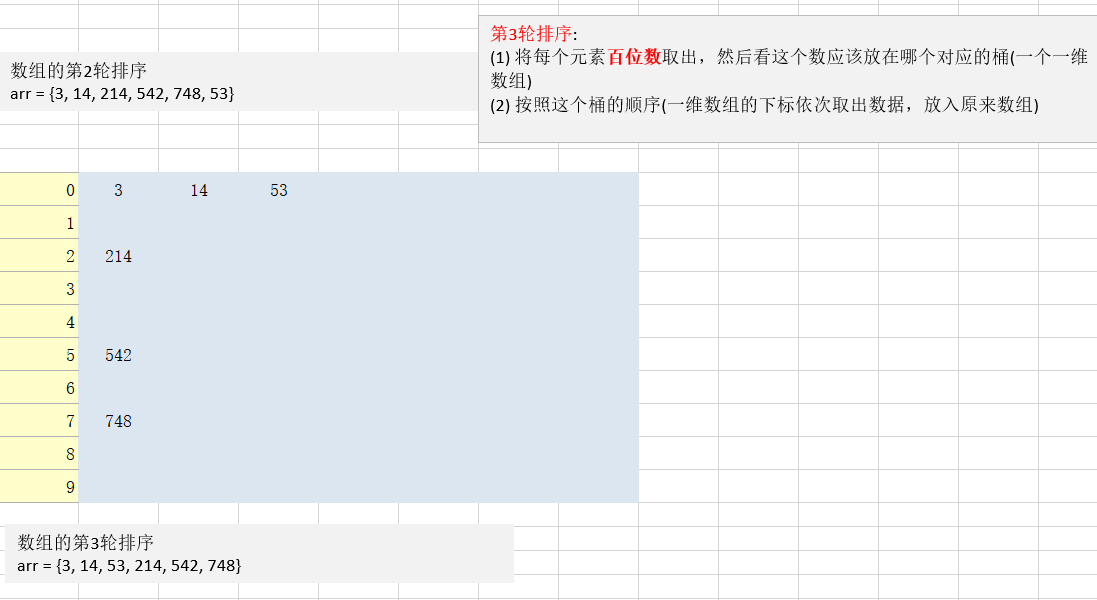 第3轮排序:
(1) 将每个元素百位数取出，然后看这个数应该放在哪个对应的桶(一个一维
数组)
(2) 按照这个桶的顺序(一维数组的下标依次取出数据，放入原来数组)
数组的第2轮排序
arr = {3, 14, 214, 542, 748, 53}
0 3 14 53
1
2 214
3
4
5 542
6
7 748
8
9
数组的第3轮排序
arr = {3, 14, 53, 214, 542, 748}